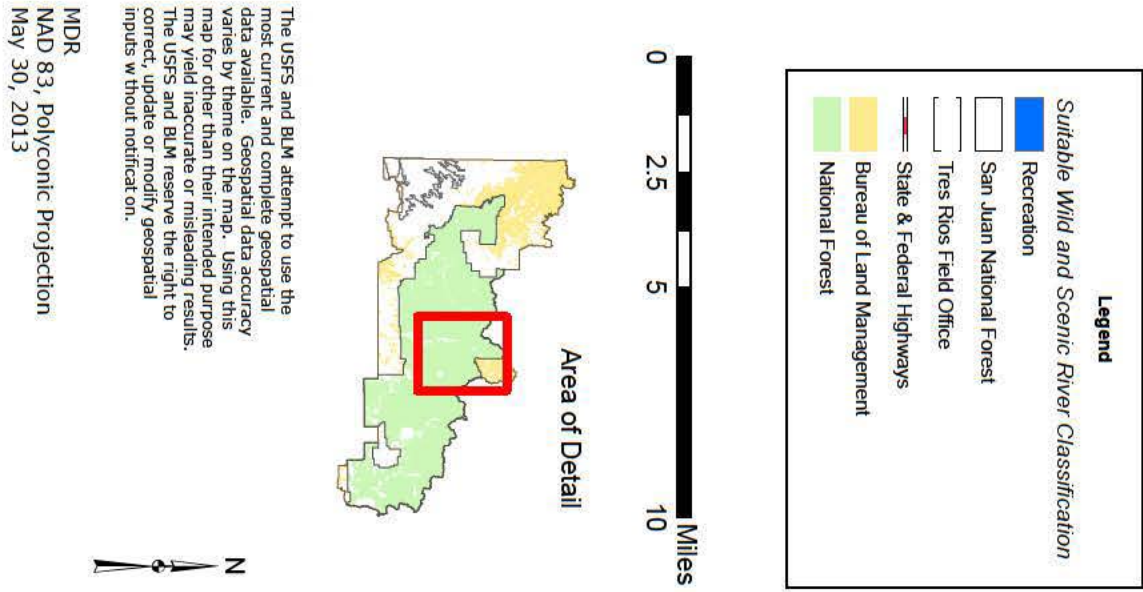 Legend
Suitable Wild and Scenic River Classification
Recreation
San Juan National Forest
Tres Rios Field Office
State & Federal Highways
Bureau of Land Management
National Forest
0 2.5 5 10
Miles
Area of Detail
The USFS and BLM attempt to use the
most current and complete geospatial
data available. Geospatial data accuracy
varies by theme on the map. Using this
map for other than their intended purpose
may yield inaccurate or misleading results.
The USFS and BLM reserve the right to
correct, update or modify geospatial
inputs w thout notificat on.
N
MDR
NAD 83, Polyconic Projection
May 30, 2013